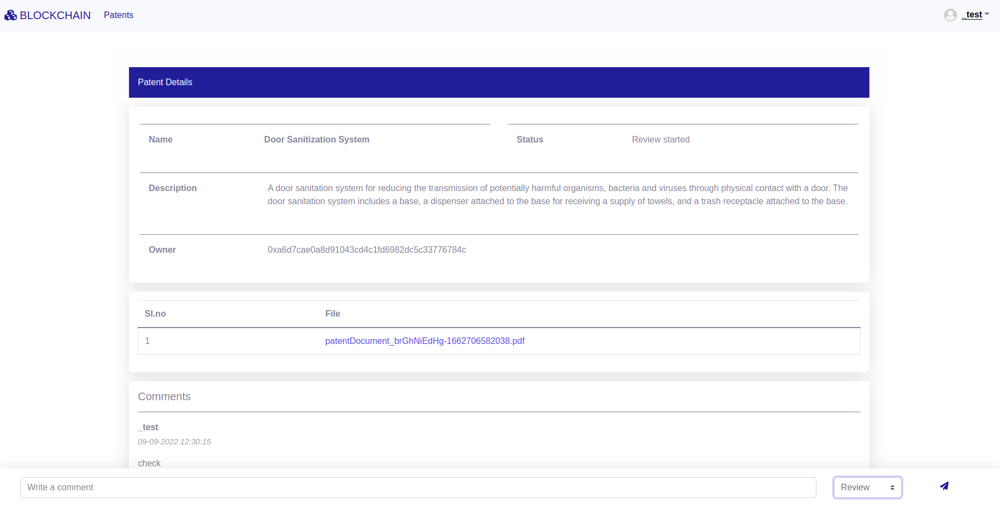 BLOCKCHAIN Patents _test
Patent Details
Name Door Sanitization System Status Review started
Description A door sanitation system for reducing the transmission of potentially harmful organisms, bacteria and viruses through physical contact with a door. The
door sanitation system includes a base, a dispenser attached to the base for receiving a supply of towels, and a trash receptacle attached to the base.
Owner 0xa6d7cae0a8d91043cd4c1fd6982dc5c33776784c
Sl.no File
1 patentDocument_brGhNiEdHg-1662706582038.pdf
Comments
_test
09-09-2022 12:30:15
check
Write a comment Review